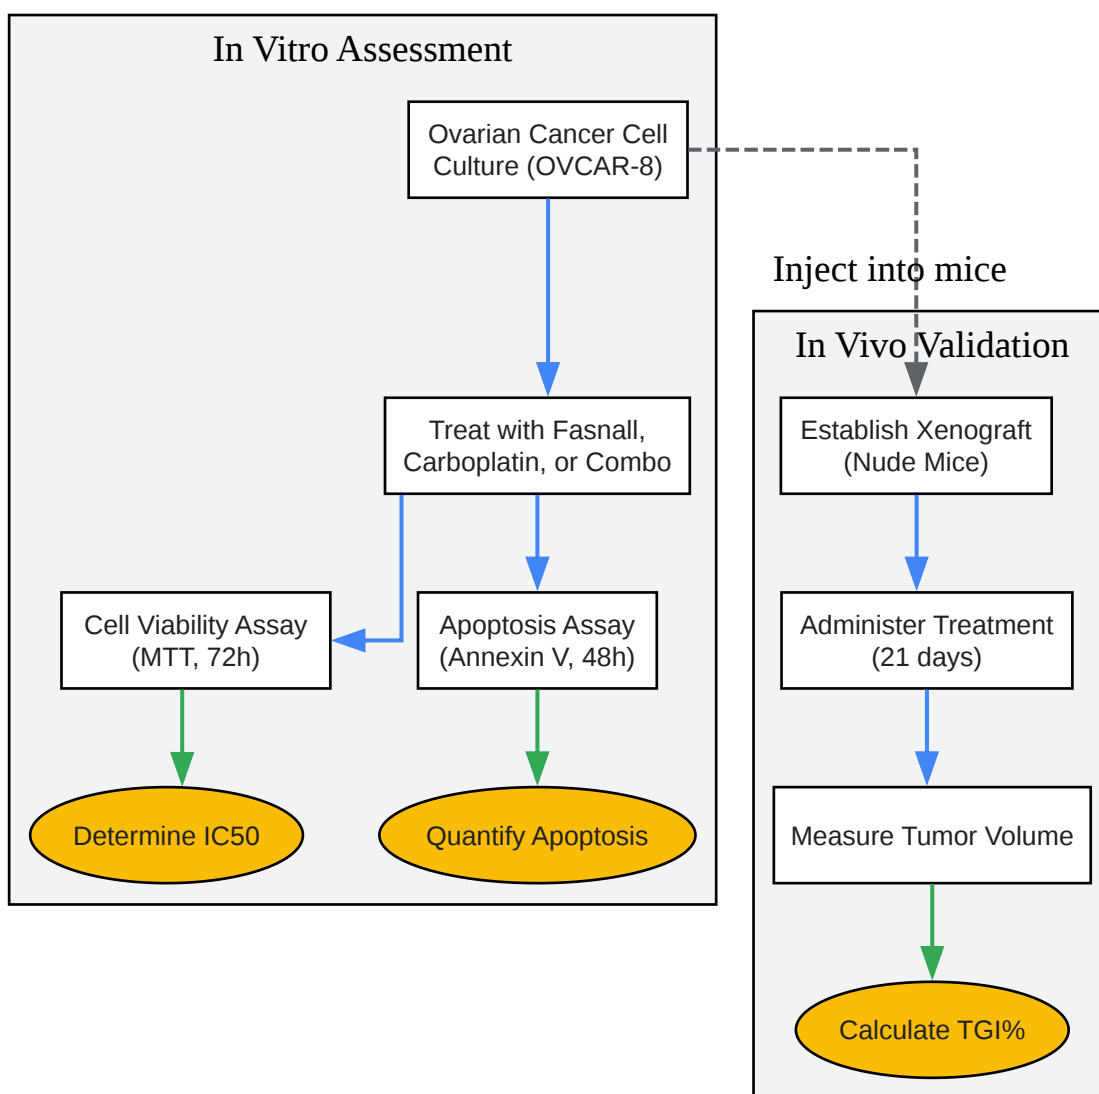 In Vitro Assessment
Ovarian Cancer Cell
Culture (OVCAR-8)
Treat with Fasnall,
Carboplatin, or Combo
Cell Viability Assay
(MTT, 72h)
Apoptosis Assay
(Annexin V, 48h)
Determine IC50
Quantify Apoptosis
Inject into mice
In Vivo Validation
Establish Xenograft
(Nude Mice)
Administer Treatment
(21 days)
Measure Tumor Volume
Calculate TGI%